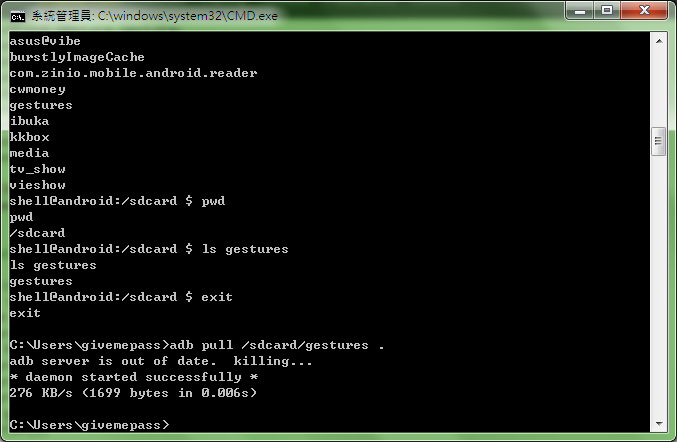 系統管理員: C:\windows\system32\CMD.exe
asus@vibe
burstlyImageCache
com.zinio.mobile.android.reader
cwmoney
gestures
ibuka
kkbox
media
tv_show
vieshow
shell@android:/sdcard $ pwd
pwd
/sdcard
shell@android:/sdcard $ ls gestures
ls gestures
gestures
shell@android:/sdcard $ exit
exit
C:\Users\givemepass>adb pull /sdcard/gestures .
adb server is out of date.  killing...
* daemon started successfully *
276 KB/s (1699 bytes in 0.006s)
C:\Users\givemepass>